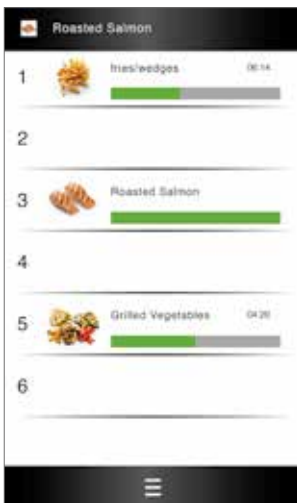 Roasted Salmon
1 fries/wedges 06:14
2
3 Roasted Salmon
4
5 Grilled Vegetables 04:20
6